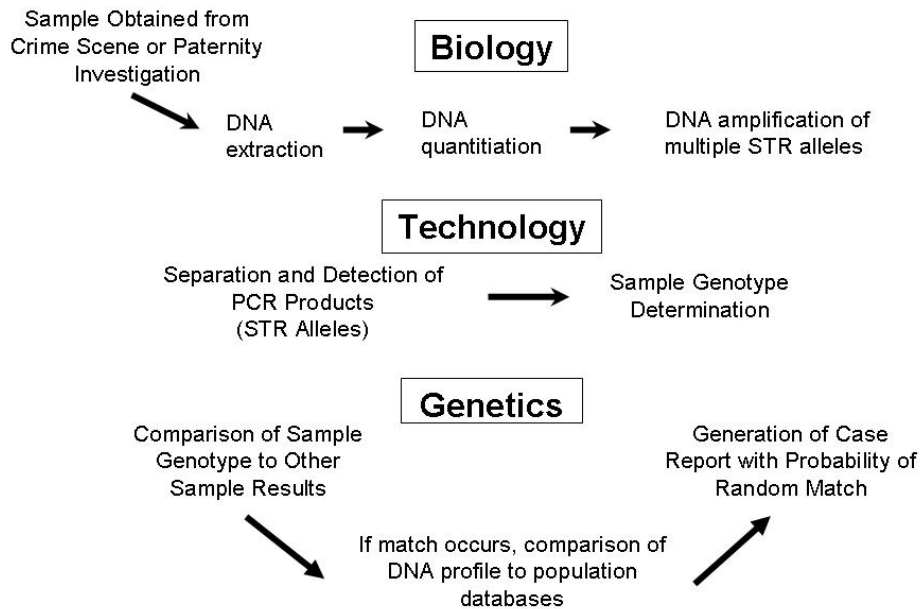 Sample Obtained from
Crime Scene or Paternity
Investigation
Biology
DNA
extraction
DNA
quantitiation
DNA amplification of
multiple STR alleles
Technology
Separation and Detection of
PCR Products
(STR Alleles)
Sample Genotype
Determination
Genetics
Comparison of Sample
Genotype to Other
Sample Results
If match occurs, comparison of
DNA profile to population
databases
Generation of Case
Report with Probability of
Random Match